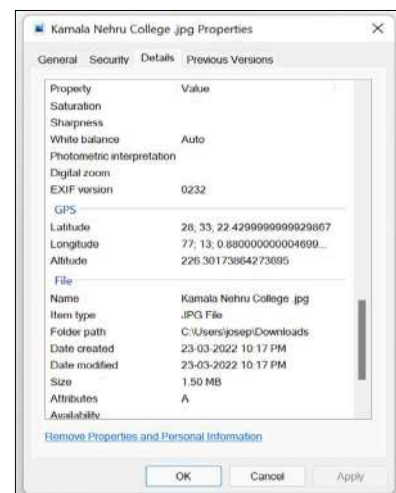 Kamala Nehru College .jpg Properties
General Security Details Previous Versions
Property Value
Saturation
Sharpness
White balance Auto
Photometric interpretation
Digital zoom
EXIF version 0232
GPS
Latitude 28; 33; 22.4299999999929867
Longitude 77; 13; 0.880000000004699...
Altitude 226.30173864273695
File
Name Kamala Nehru College .jpg
Item type JPG File
Folder path C:\Users\josep\Downloads
Date created 23-03-2022 10:17 PM
Date modified 23-03-2022 10:17 PM
Size 1.50 MB
Attributes A
Availability
Remove Properties and Personal Information
OK Cancel Apply